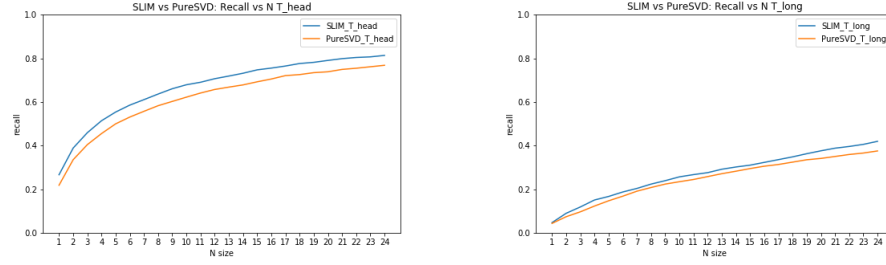 SLIM vs PureSVD: Recall vs N T_head
1.0
0.8
0.6
0.4
0.2
0.0
recall
SLIM_T_head
PureSVD_T_head
1 2 3 4 5 6 7 8 9 10 11 12 13 14 15 16 17 18 19 20 21 22 23 24
N size
SLIM vs PureSVD: Recall vs N T_long
1.0
0.8
0.6
0.4
0.2
0.0
recall
SLIM_T_long
PureSVD_T_long
1 2 3 4 5 6 7 8 9 10 11 12 13 14 15 16 17 18 19 20 21 22 23 24
N size